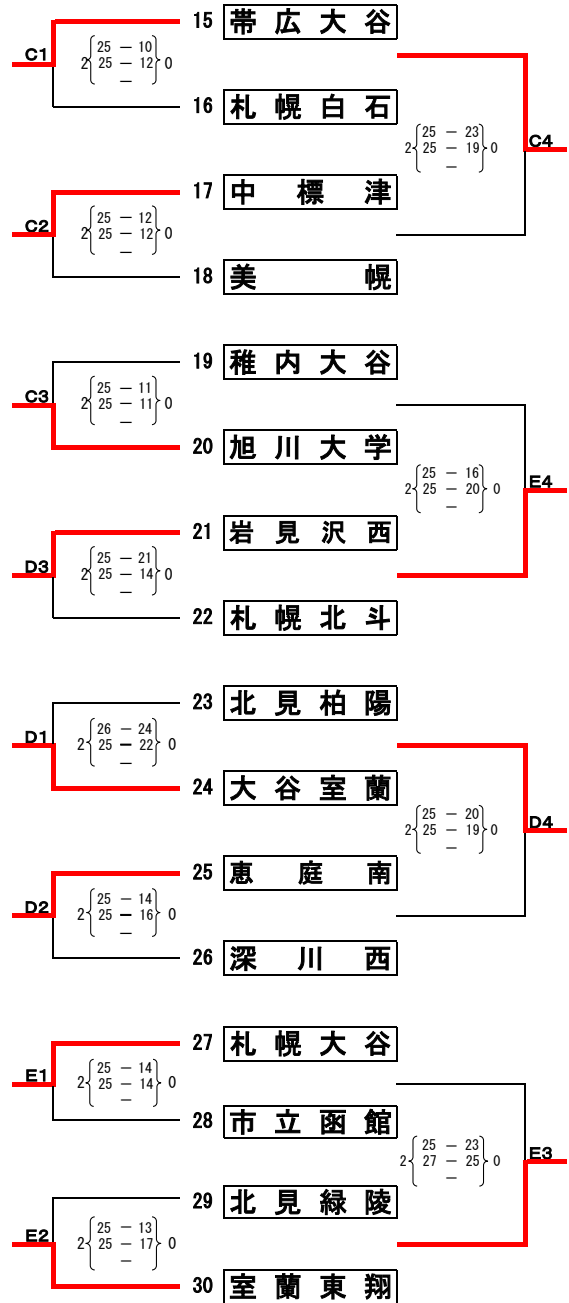 15 帯広大谷
C1
25 － 10
2 25 － 12 0
－
16 札幌白石
25 － 23
2 25 － 19 0
－
C4
17 中標津
C2
25 － 12
2 25 － 12 0
－
18 美幌
19 稚内大谷
C3
25 － 11
2 25 － 11 0
－
20 旭川大学
25 － 16
2 25 － 20 0
－
E4
21 岩見沢西
D3
25 － 21
2 25 － 14 0
－
22 札幌北斗
23 北見柏陽
D1
26 － 24
2 25 － 22 0
－
24 大谷室蘭
25 － 20
2 25 － 19 0
－
D4
25 恵庭南
D2
25 － 14
2 25 － 16 0
－
26 深川西
27 札幌大谷
E1
25 － 14
2 25 － 14 0
－
28 市立函館
25 － 23
2 27 － 25 0
－
E3
29 北見緑陵
E2
25 － 13
2 25 － 17 0
－
30 室蘭東翔